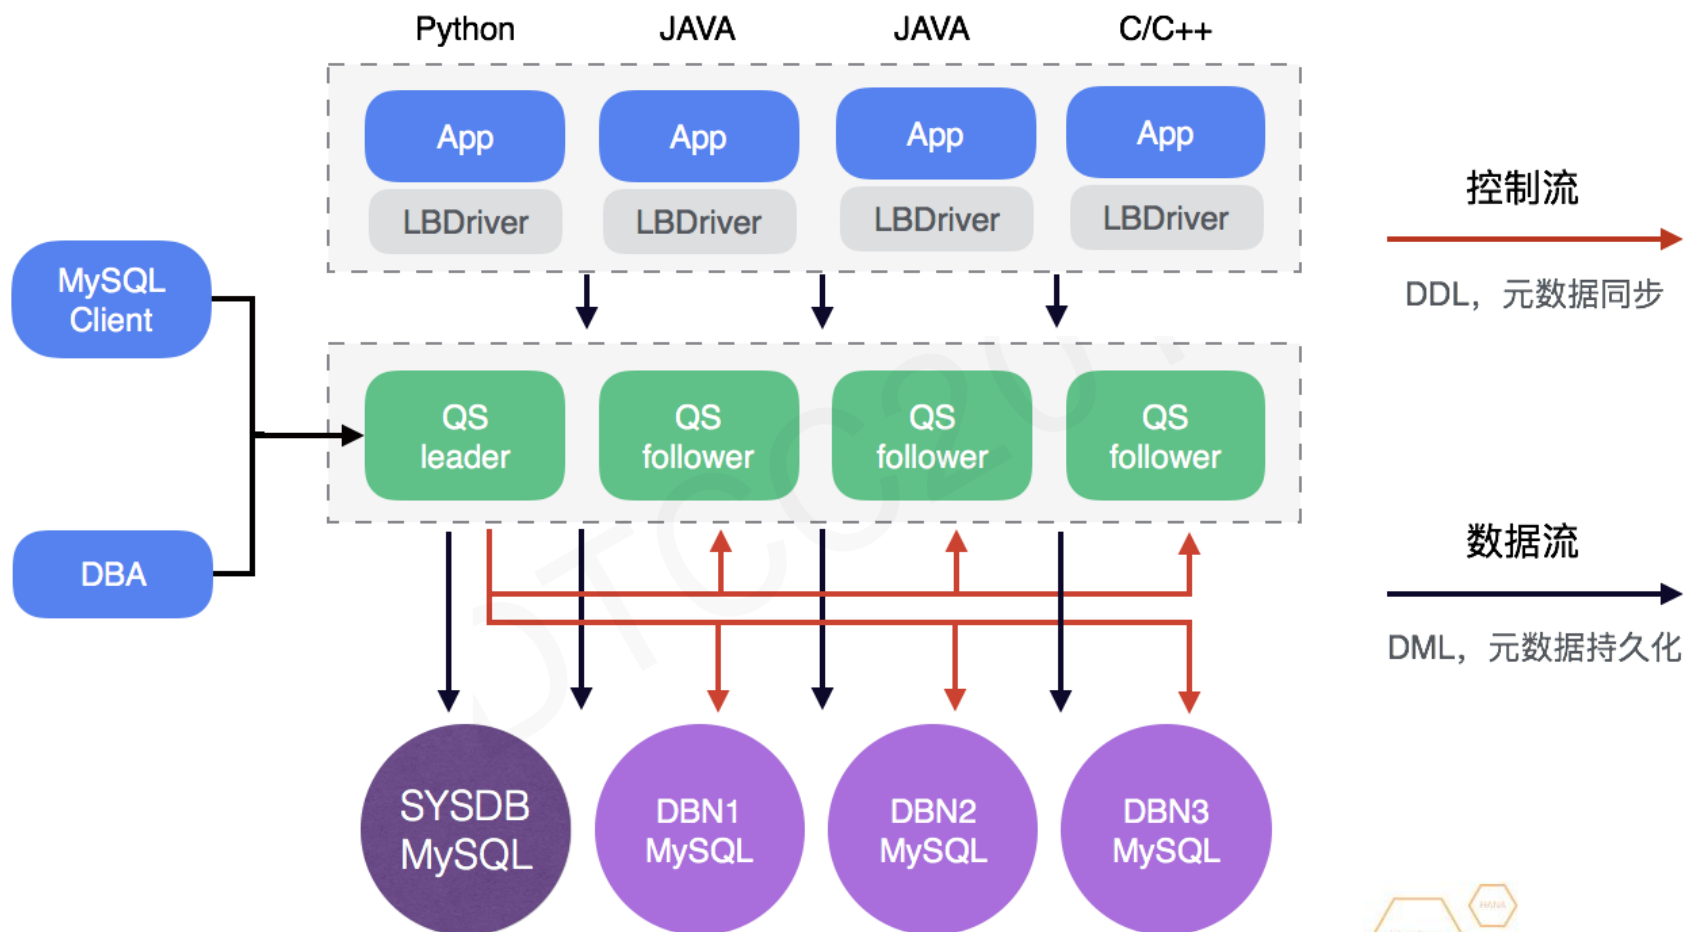 Python
JAVA
JAVA
C/C++
App
App
App
App
LBDriver
LBDriver
LBDriver
LBDriver
控制流
DDL，元数据同步
MySQL
Client
QS
leader
QS
follower
QS
follower
QS
follower
DBA
数据流
DML，元数据持久化
SYSDB
MySQL
DBN1
MySQL
DBN2
MySQL
DBN3
MySQL
HANA